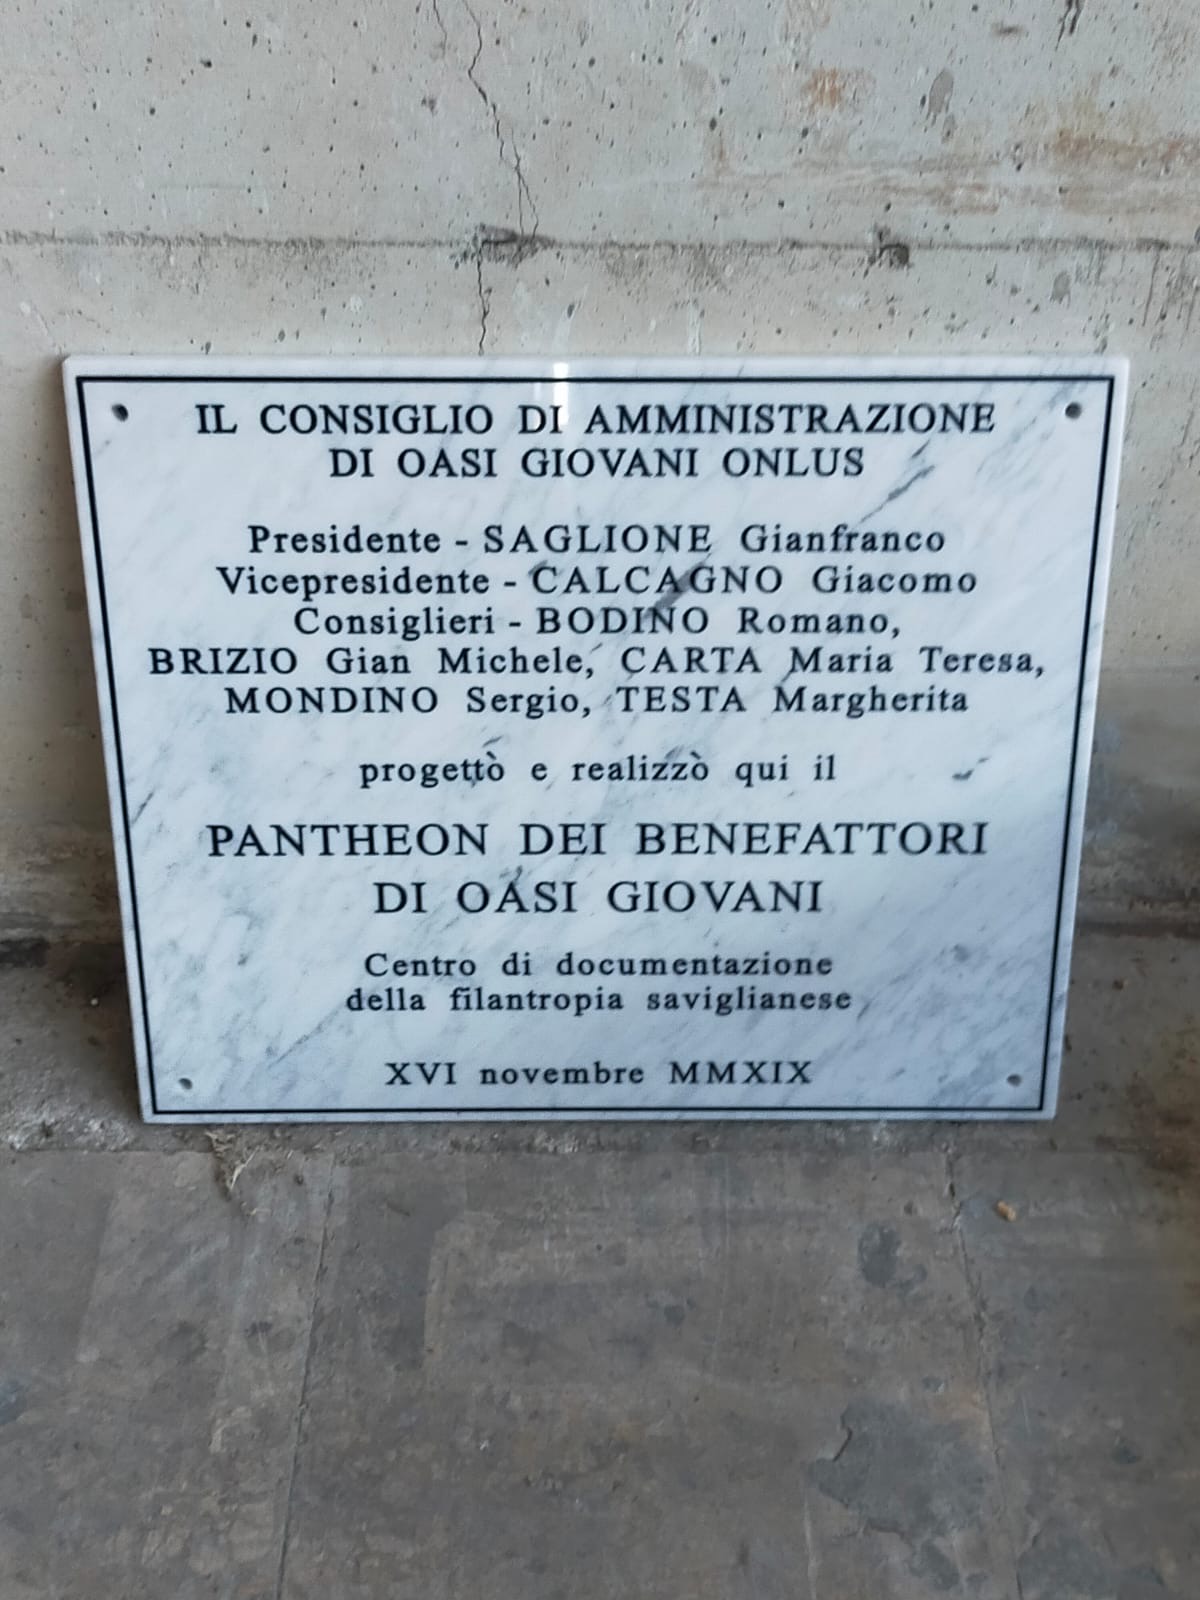 IL CONSIGLIO DI AMMINISTRAZIONE
DI OASI GIOVANI ONLUS
Presidente - SAGLIONE Gianfranco
Vicepresidente - CALCAGNO Giacomo
Consiglieri - BODINO Romano,
BRIZIO Gian Michele, CARTA Maria Teresa,
MONDINO Sergio, TESTA Margherita
progettò e realizzò qui il
PANTHEON DEI BENEFATTORI
DI OASI GIOVANI
Centro di documentazione
della filantropia saviglianese
XVI novembre MMXIX